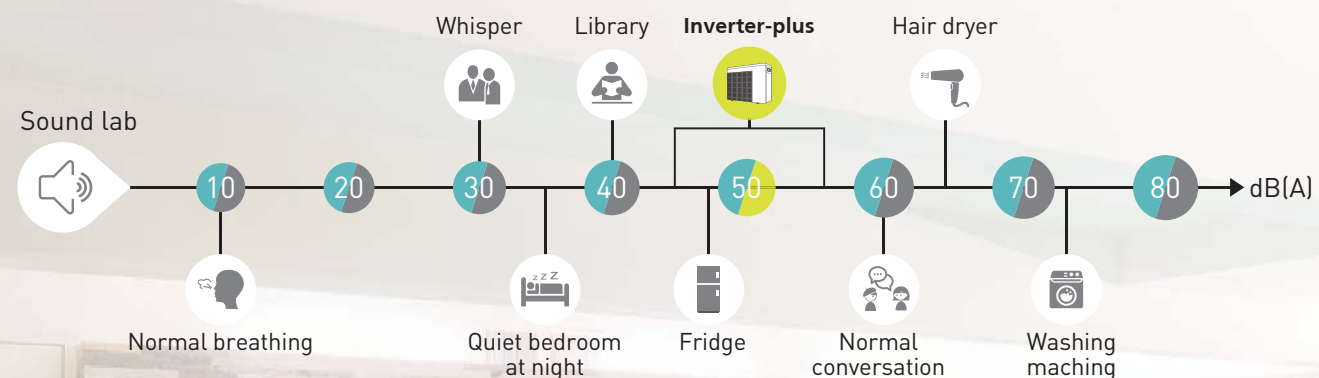 Whisper
Library
Inverter-plus
Hair dryer
Sound lab
10
20
30
40
50
60
70
80
dB(A)
zzZ
Normal breathing
Quiet bedroom
at night
Fridge
Normal
conversation
Washing
maching